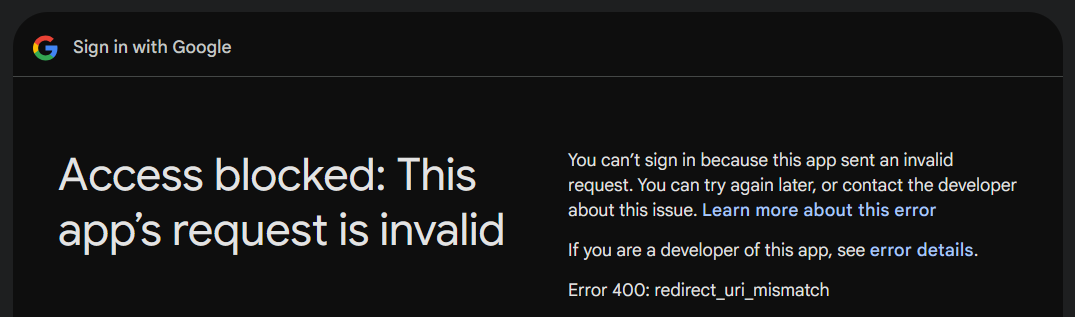 Sign in with Google
Access blocked: This
app’s request is invalid
You can’t sign in because this app sent an invalid
request. You can try again later, or contact the developer
about this issue. Learn more about this error
If you are a developer of this app, see error details.
Error 400: redirect_uri_mismatch